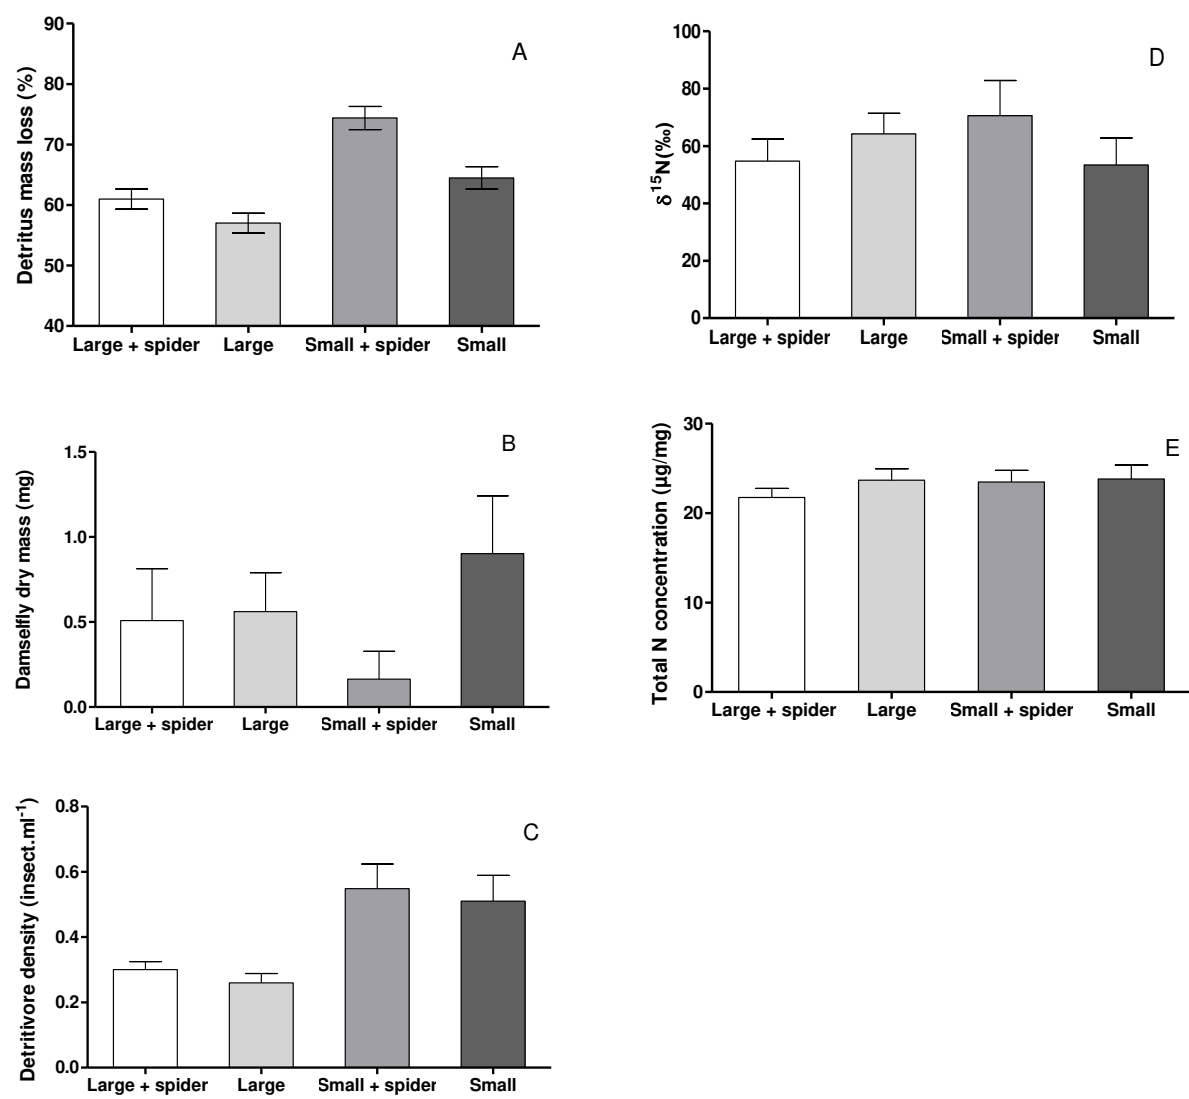 A
Detritus mass loss (%)
90
80
70
60
50
40
Large + spider Large Small + spider Small
B
Damselfly dry mass (mg)
1.5
1.0
0.5
0.0
Large + spider Large Small + spider Small
C
Detritivore density (insect.ml⁻¹)
0.8
0.6
0.4
0.2
0.0
Large + spider Large Small + spider Small
D
δ¹⁵N(‰)
100
80
60
40
20
0
Large + spider Large Small + spider Small
E
Total N concentration (µg/mg)
30
20
10
0
Large + spider Large Small + spider Small